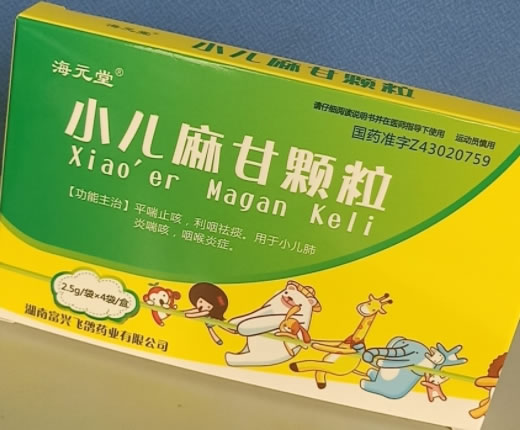 小儿麻甘颗粒
海元堂®
请仔细阅读说明书并在医师指导下使用 运动员慎用
国药准字Z43020759
小儿麻甘颗粒
Xiao'er Magan Keli
【功能主治】平喘止咳，利咽祛痰。用于小儿肺
炎喘咳，咽喉炎症。
2.5g/袋×4袋/盒
湖南富兴飞鸽药业有限公司